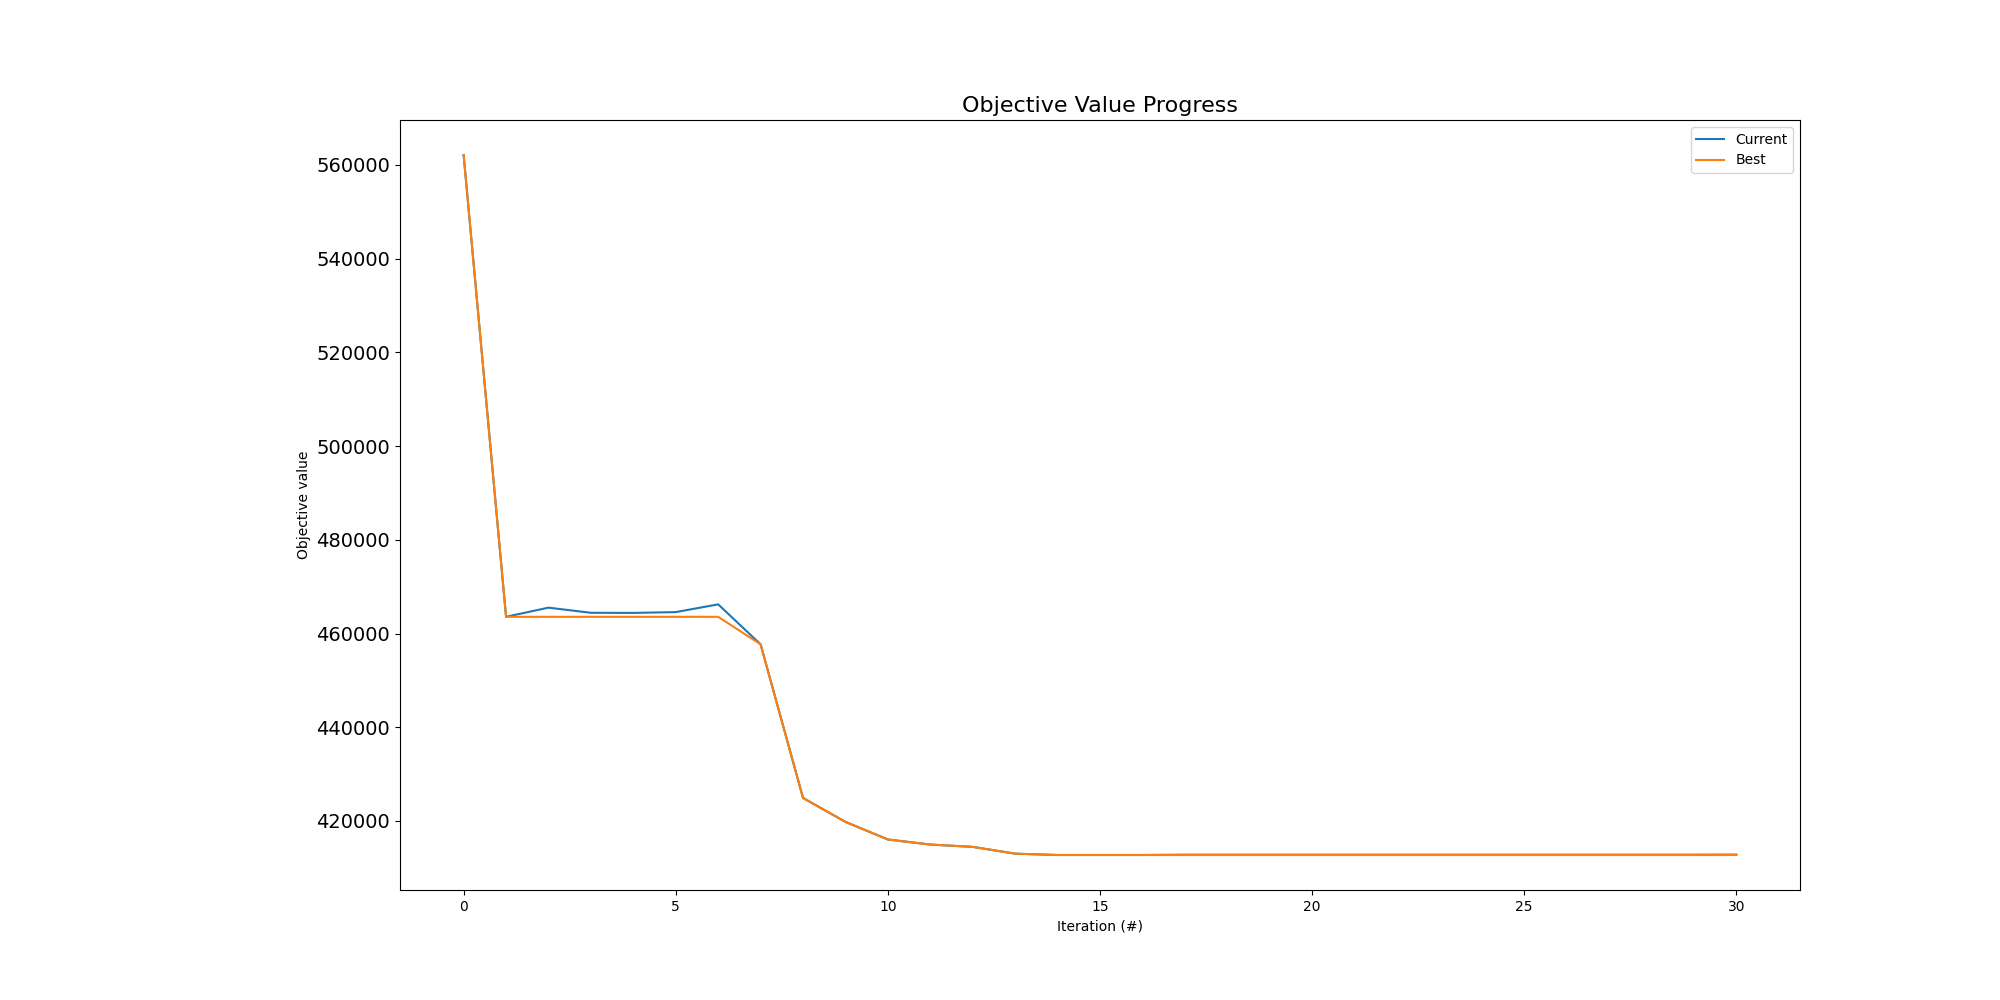 Objective Value Progress
Current
Best
560000
540000
520000
500000
480000
460000
440000
420000
Objective value
0 5 10 15 20 25 30
Iteration (#)